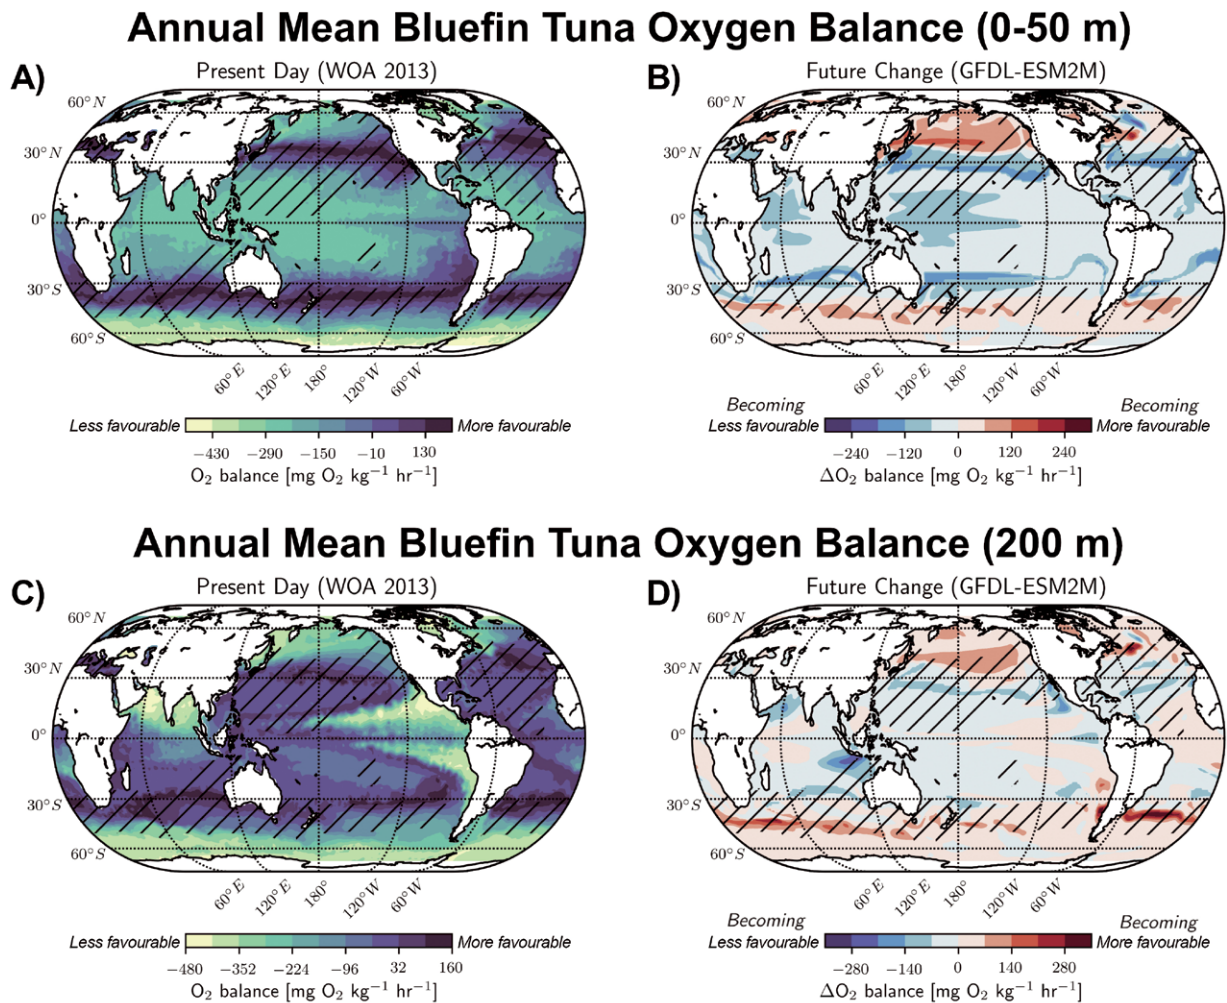 Annual Mean Bluefin Tuna Oxygen Balance (0-50 m)
A)
Present Day (WOA 2013)
60°N
30°N
0°
30°S
60°S
60°E
120°E
180°
120°W
60°W
Less favourable
More favourable
−430 −290 −150 −10 130
O₂ balance [mg O₂ kg⁻¹ hr⁻¹]
B)
Future Change (GFDL-ESM2M)
60°N
30°N
0°
30°S
60°S
60°E
120°E
180°
120°W
60°W
Becoming
Less favourable
Becoming
More favourable
−240 −120 0 120 240
ΔO₂ balance [mg O₂ kg⁻¹ hr⁻¹]
Annual Mean Bluefin Tuna Oxygen Balance (200 m)
C)
Present Day (WOA 2013)
60°N
30°N
0°
30°S
60°S
60°E
120°E
180°
120°W
60°W
Less favourable
More favourable
−480 −352 −224 −96 32 160
O₂ balance [mg O₂ kg⁻¹ hr⁻¹]
D)
Future Change (GFDL-ESM2M)
60°N
30°N
0°
30°S
60°S
60°E
120°E
180°
120°W
60°W
Becoming
Less favourable
Becoming
More favourable
−280 −140 0 140 280
ΔO₂ balance [mg O₂ kg⁻¹ hr⁻¹]